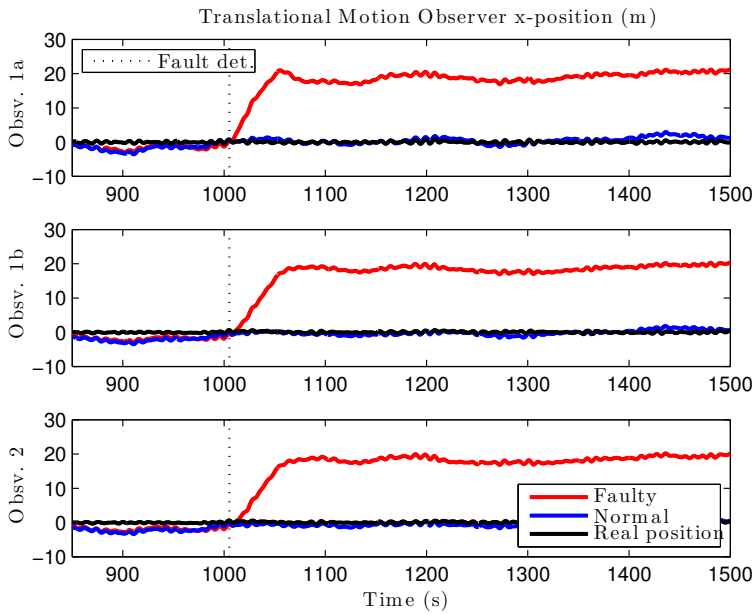 Translational Motion Observer x-position (m)
Obsv. 1a
30
20
10
0
−10
Fault det.
900 1000 1100 1200 1300 1400 1500
Obsv. 1b
30
20
10
0
−10
900 1000 1100 1200 1300 1400 1500
Obsv. 2
30
20
10
0
−10
Faulty
Normal
Real position
900 1000 1100 1200 1300 1400 1500
Time (s)